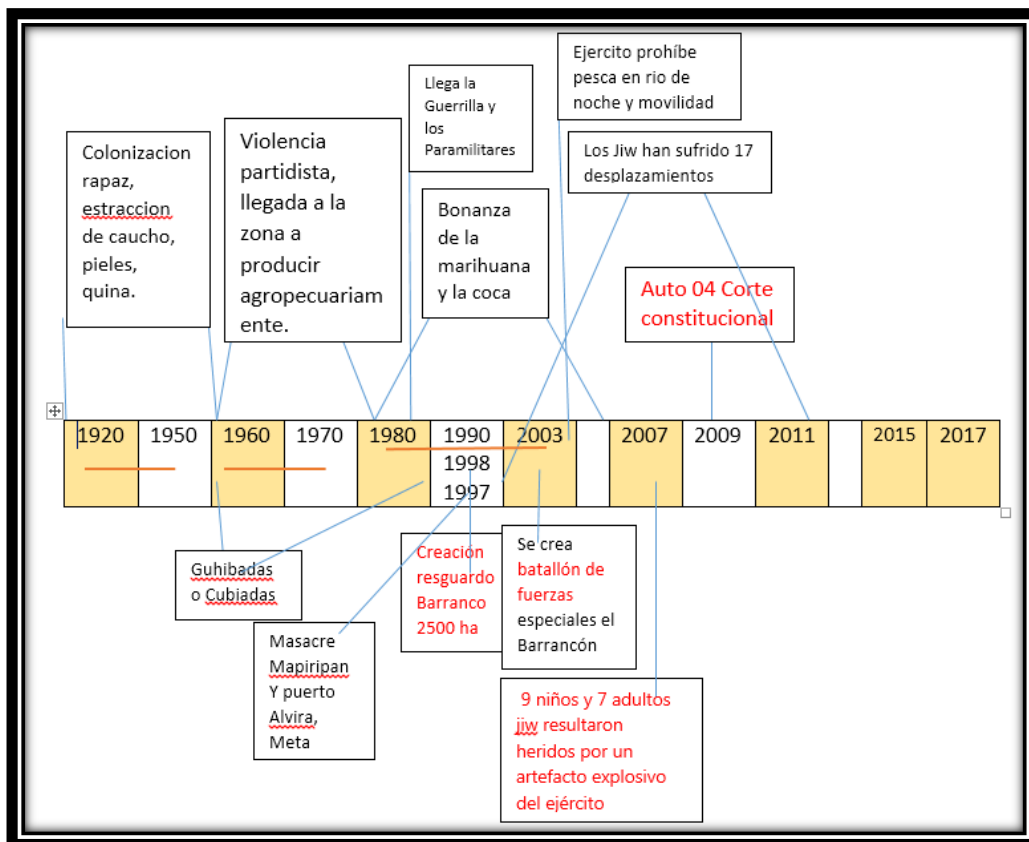 Ejercito prohíbe
pesca en rio de
noche y movilidad
Llega la
Guerrilla y
los
Paramilitares
Colonizacion
rapaz,
estraccion
de caucho,
pieles,
quina.
Violencia
partidista,
llegada a la
zona a
producir
agropecuariam
ente.
Los Jiw han sufrido 17
desplazamientos
Bonanza
de la
marihuana
y la coca
Auto 04 Corte
constitucional
1920 1950 1960 1970 1980 1990 2003 2007 2009 2011 2015 2017
1998
1997
Guhibadas
o Cubiadas
Masacre
Mapiripan
Y puerto
Alvira,
Meta
Creación
resguardo
Barranco
2500 ha
Se crea
batallón de
fuerzas
especiales el
Barrancón
9 niños y 7 adultos
jiw resultaron
heridos por un
artefacto explosivo
del ejército